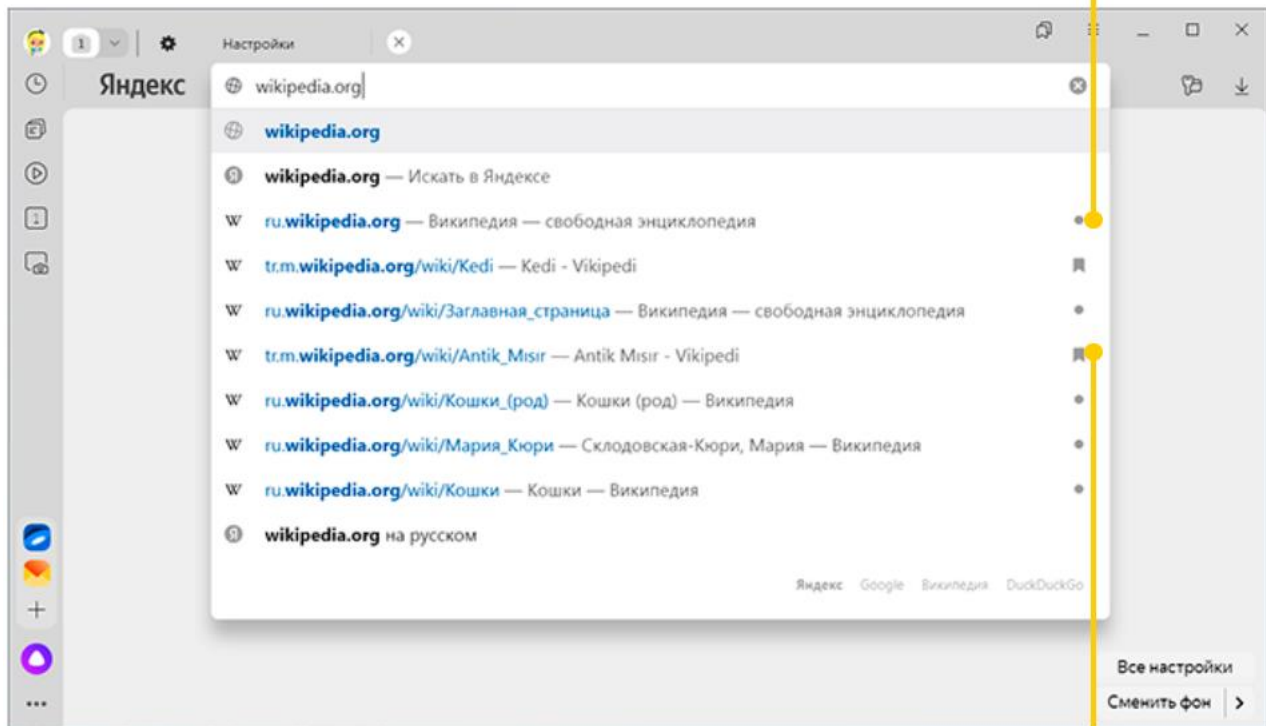 1
Настройки
Яндекс
wikipedia.org
wikipedia.org
wikipedia.org — Искать в Яндексе
ru.wikipedia.org — Википедия — свободная энциклопедия
tr.m.wikipedia.org/wiki/Kedi — Kedi - Vikipedi
ru.wikipedia.org/wiki/Заглавная_страница — Википедия — свободная энциклопедия
tr.m.wikipedia.org/wiki/Antik_Mısır — Antik Mısır - Vikipedi
ru.wikipedia.org/wiki/Кошки_(род) — Кошки (род) — Википедия
ru.wikipedia.org/wiki/Мария_Кюри — Склодовская-Кюри, Мария — Википедия
ru.wikipedia.org/wiki/Кошки — Кошки — Википедия
wikipedia.org на русском
Яндекс Google Википедия DuckDuckGo
1
Все настройки
Сменить фон